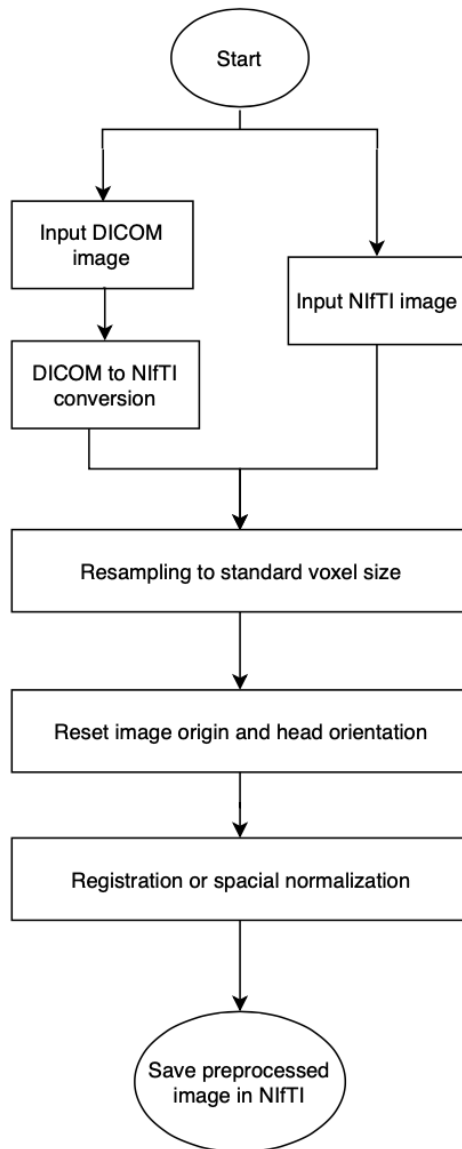 Start
Input DICOM
image
Input NIfTI image
DICOM to NIfTI
conversion
Resampling to standard voxel size
Reset image origin and head orientation
Registration or spacial normalization
Save preprocessed
image in NIfTI